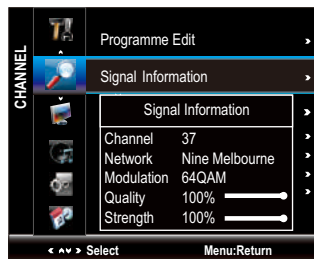 CHANNEL
Programme Edit
Signal Information
Signal Information
Channel 37
Network Nine Melbourne
Modulation 64QAM
Quality 100%
Strength 100%
Select Menu:Return